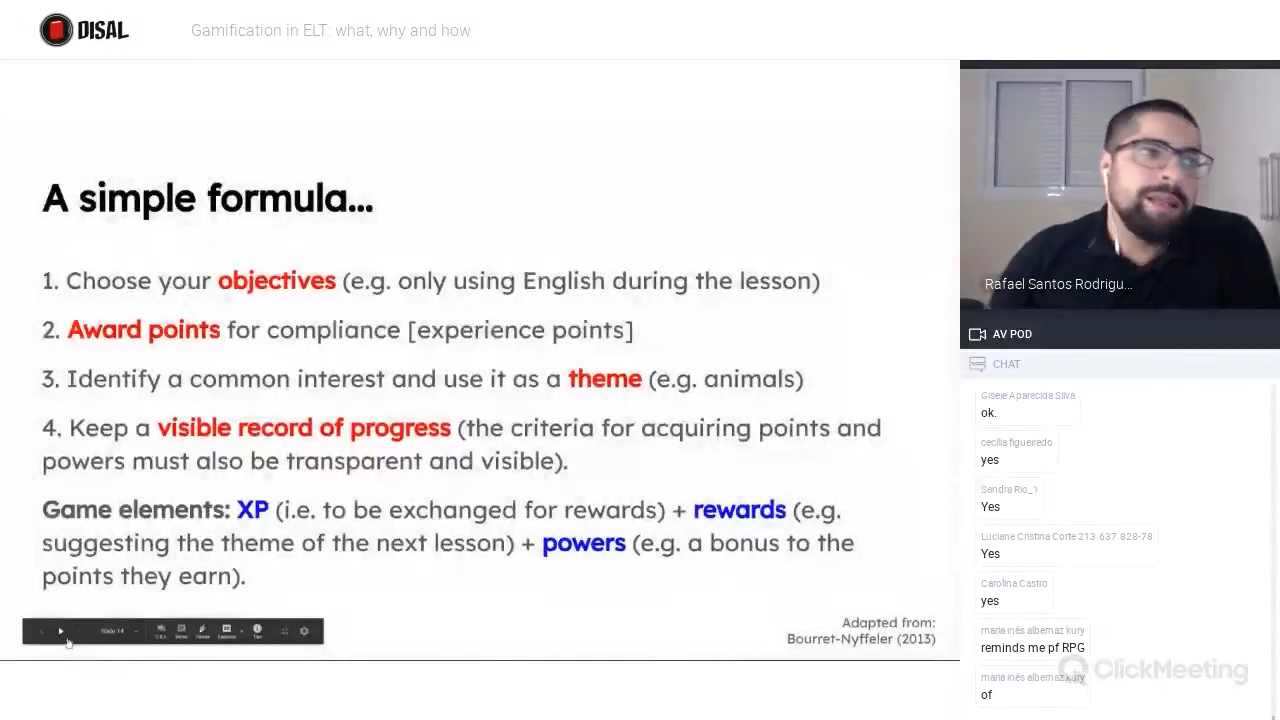 DISAL
Gamification in ELT: what, why and how
A simple formula...
1. Choose your objectives (e.g. only using English during the lesson)
2. Award points for compliance [experience points]
3. Identify a common interest and use it as a theme (e.g. animals)
4. Keep a visible record of progress (the criteria for acquiring points and
powers must also be transparent and visible).
Game elements: XP (i.e. to be exchanged for rewards) + rewards (e.g.
suggesting the theme of the next lesson) + powers (e.g. a bonus to the
points they earn).
Adapted from:
Bourret-Nyffeler (2013)
Rafael Santos Rodrigu...
AV POD
CHAT
Gisele Aparecida Silva
ok.
cecilia figueiredo
yes
Sandra Rio_1
Yes
Luciane Cristina Corte 213.637.828-78
Yes
Carolina Castro
yes
maria inês albernaz kury
reminds me pf RPG
maria inês albernaz kury
of
ClickMeeting